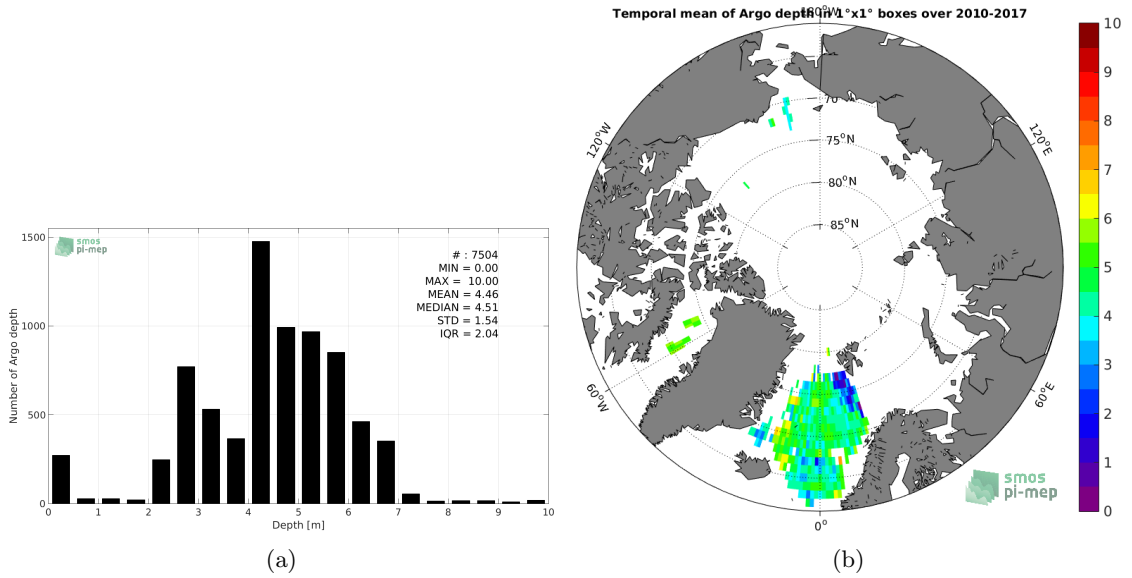 Temporal mean of Argo depth in 1°x1° boxes over 2010-2017
180°W
120°W
60°W
0°
60°E
120°E
70
75°N
80°N
85°N
10
9
8
7
6
5
4
3
2
1
0
smos
pi-mep
smos
pi-mep
# : 7504
MIN = 0.00
MAX = 10.00
MEAN = 4.46
MEDIAN = 4.51
STD = 1.54
IQR = 2.04
Number of Argo depth
1500
1000
500
0
0 1 2 3 4 5 6 7 8 9 10
Depth [m]
(a)
(b)